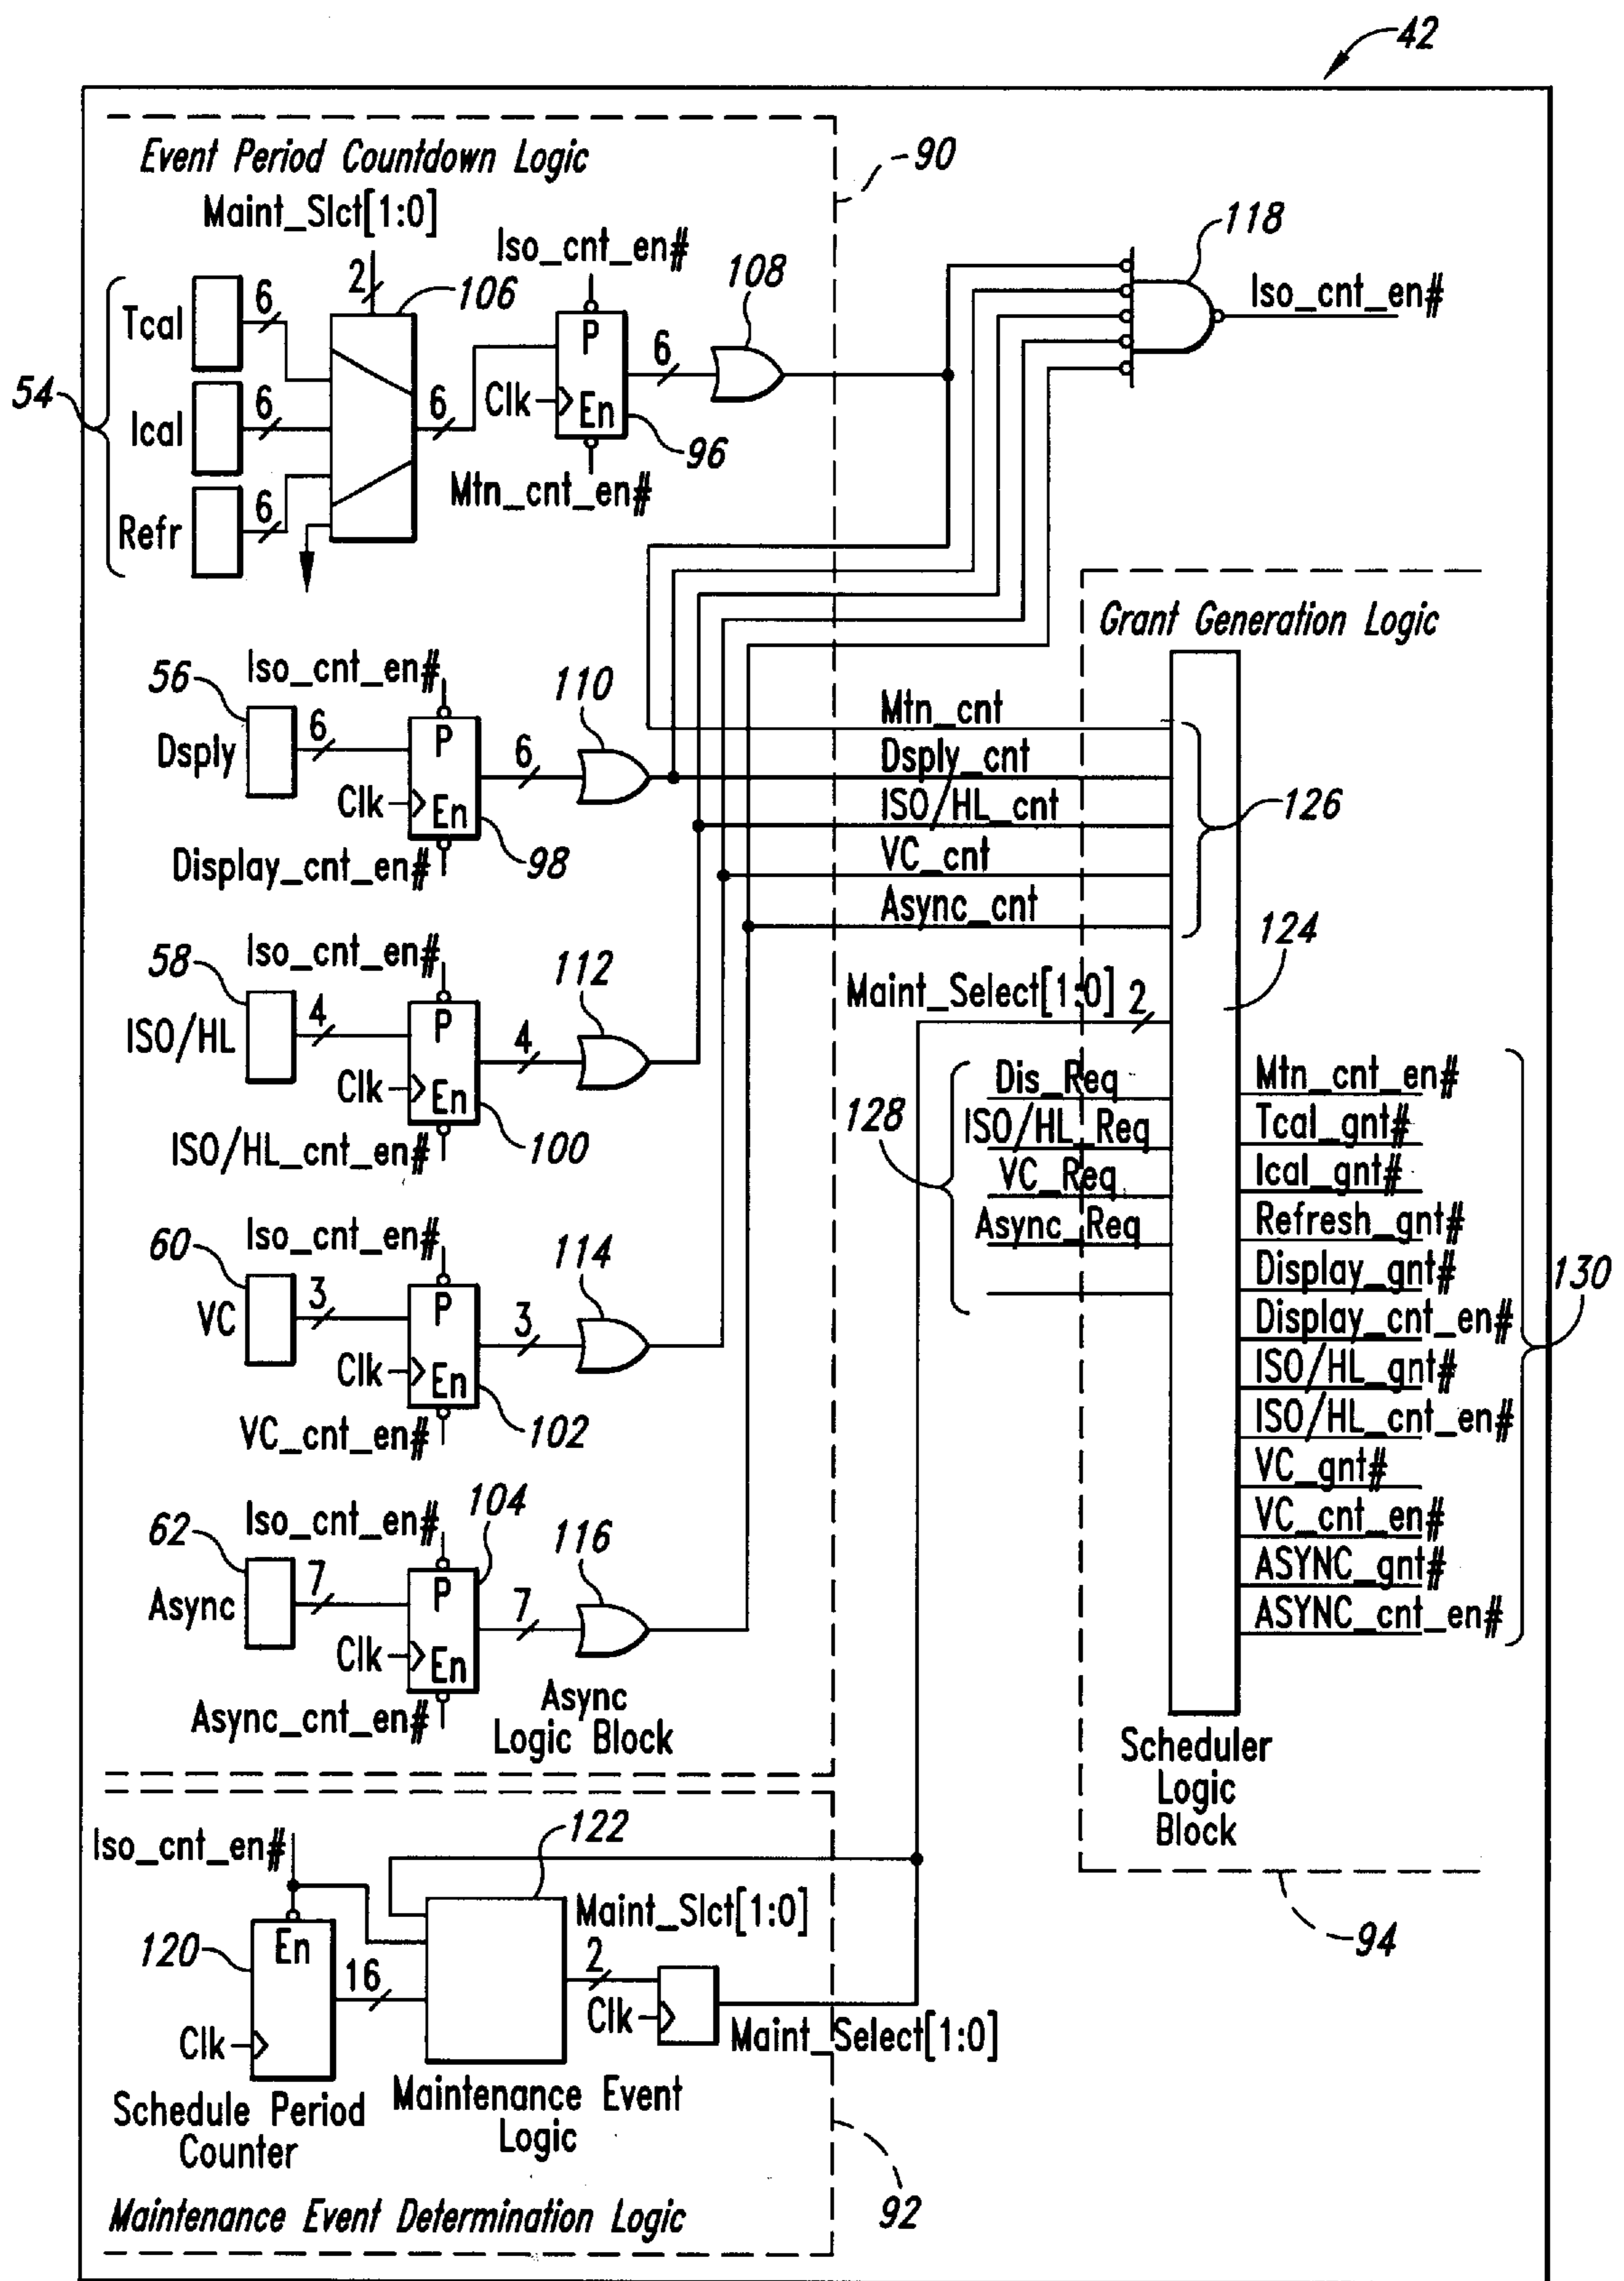 42
Event Period Countdown Logic
90
Maint_Slct[1:0]
Iso_cnt_en#
118
2
106
108
Iso_cnt_en#
Tcal
6
P
6
54
Ical
6
6
Clk
En
96
Mtn_cnt_en#
Refr
6
Grant Generation Logic
56
Iso_cnt_en#
110
Dsply
6
P
6
Clk
En
98
Display_cnt_en#
Mtn_cnt
Dsply_cnt
ISO/HL_cnt
VC_cnt
Async_cnt
126
124
58
Iso_cnt_en#
112
ISO/HL
4
P
4
Clk
En
100
ISO/HL_cnt_en#
Maint_Select[1:0]
2
128
Dis_Req
ISO/HL_Req
VC_Req
Async_Req
Mtn_cnt_en#
Tcal_gnt#
Ical_gnt#
Refresh_gnt#
Display_gnt#
Display_cnt_en#
ISO/HL_gnt#
ISO/HL_cnt_en#
VC_gnt#
VC_cnt_en#
ASYNC_gnt#
ASYNC_cnt_en#
130
60
Iso_cnt_en#
114
VC
3
P
3
Clk
En
102
VC_cnt_en#
62
Iso_cnt_en#
104
116
Async
7
P
7
Clk
En
Async_cnt_en#
Async
Logic Block
Scheduler
Logic
Block
94
Iso_cnt_en#
122
120
En
16
Clk
Maint_Slct[1:0]
2
Clk
Maint_Select[1:0]
Schedule Period
Counter
Maintenance Event
Logic
92
Maintenance Event Determination Logic